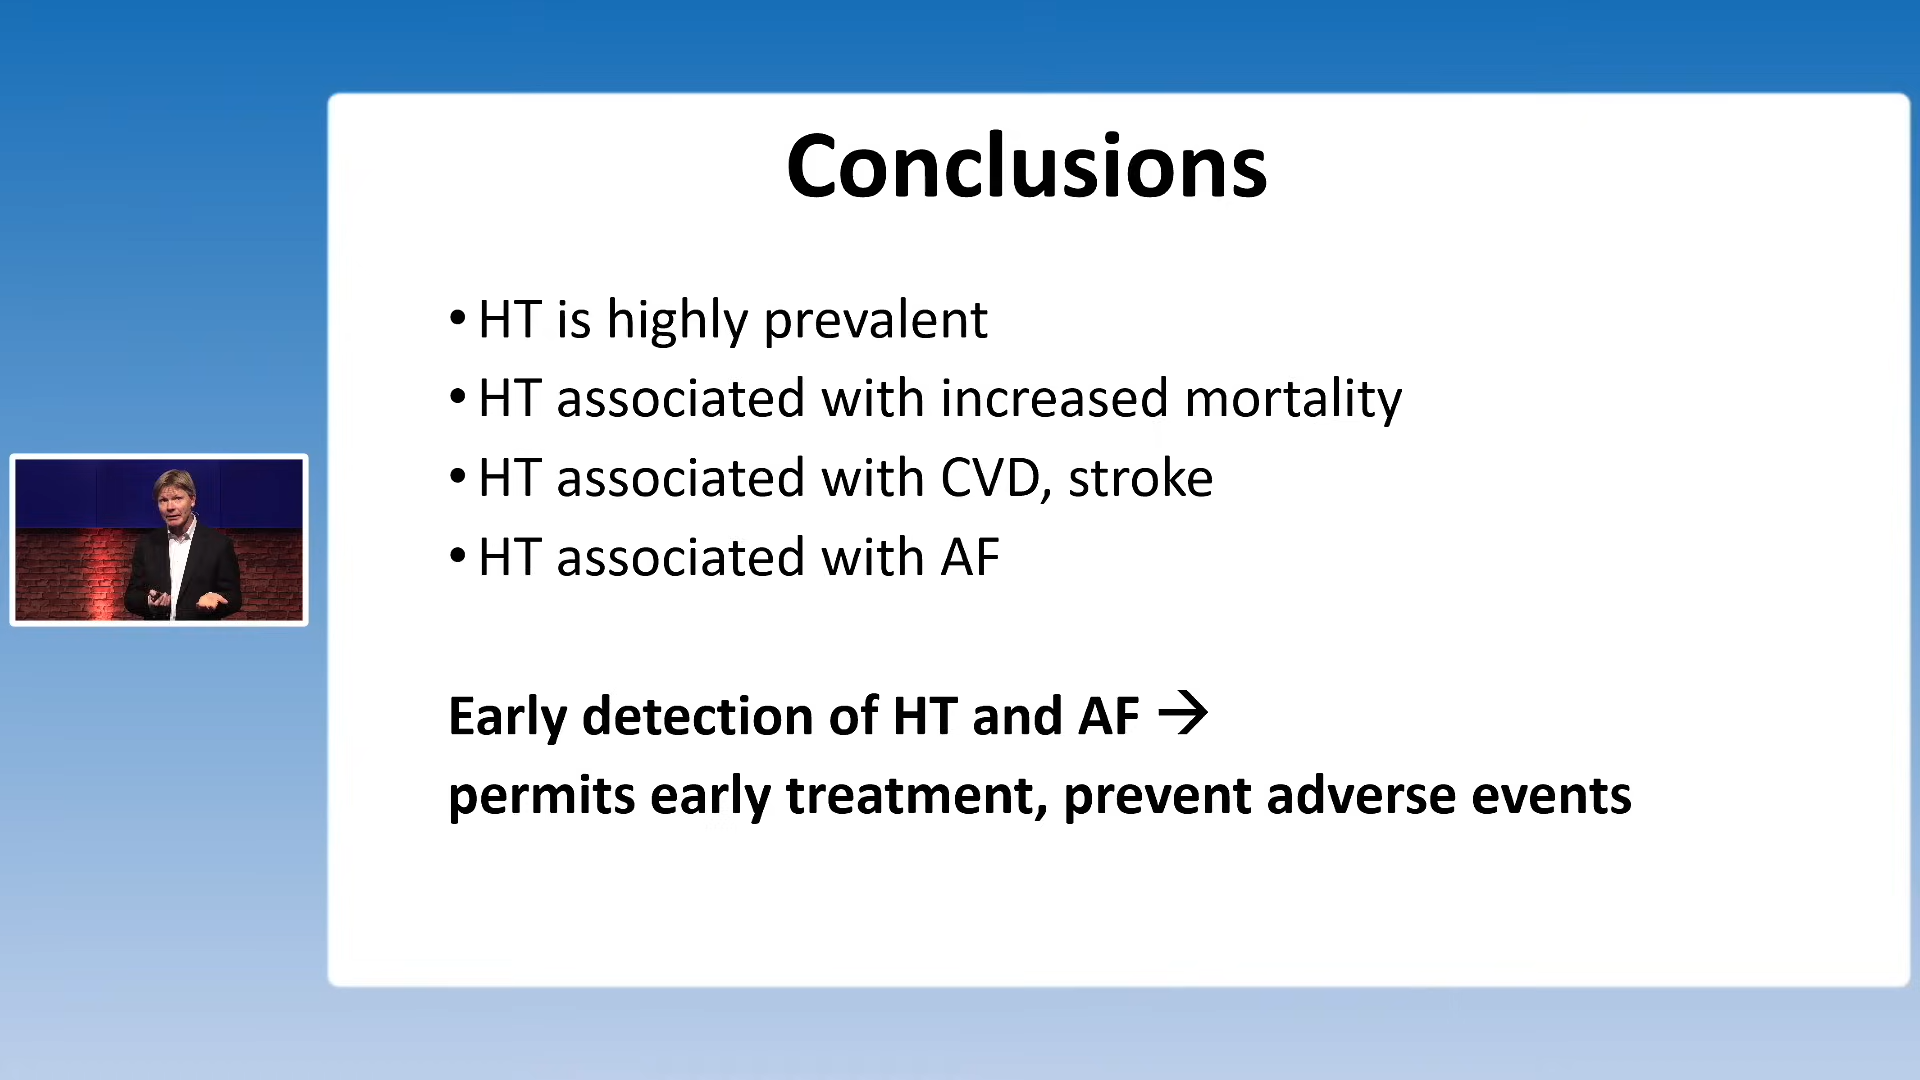 Conclusions
• HT is highly prevalent
• HT associated with increased mortality
• HT associated with CVD, stroke
• HT associated with AF
Early detection of HT and AF →
permits early treatment, prevent adverse events